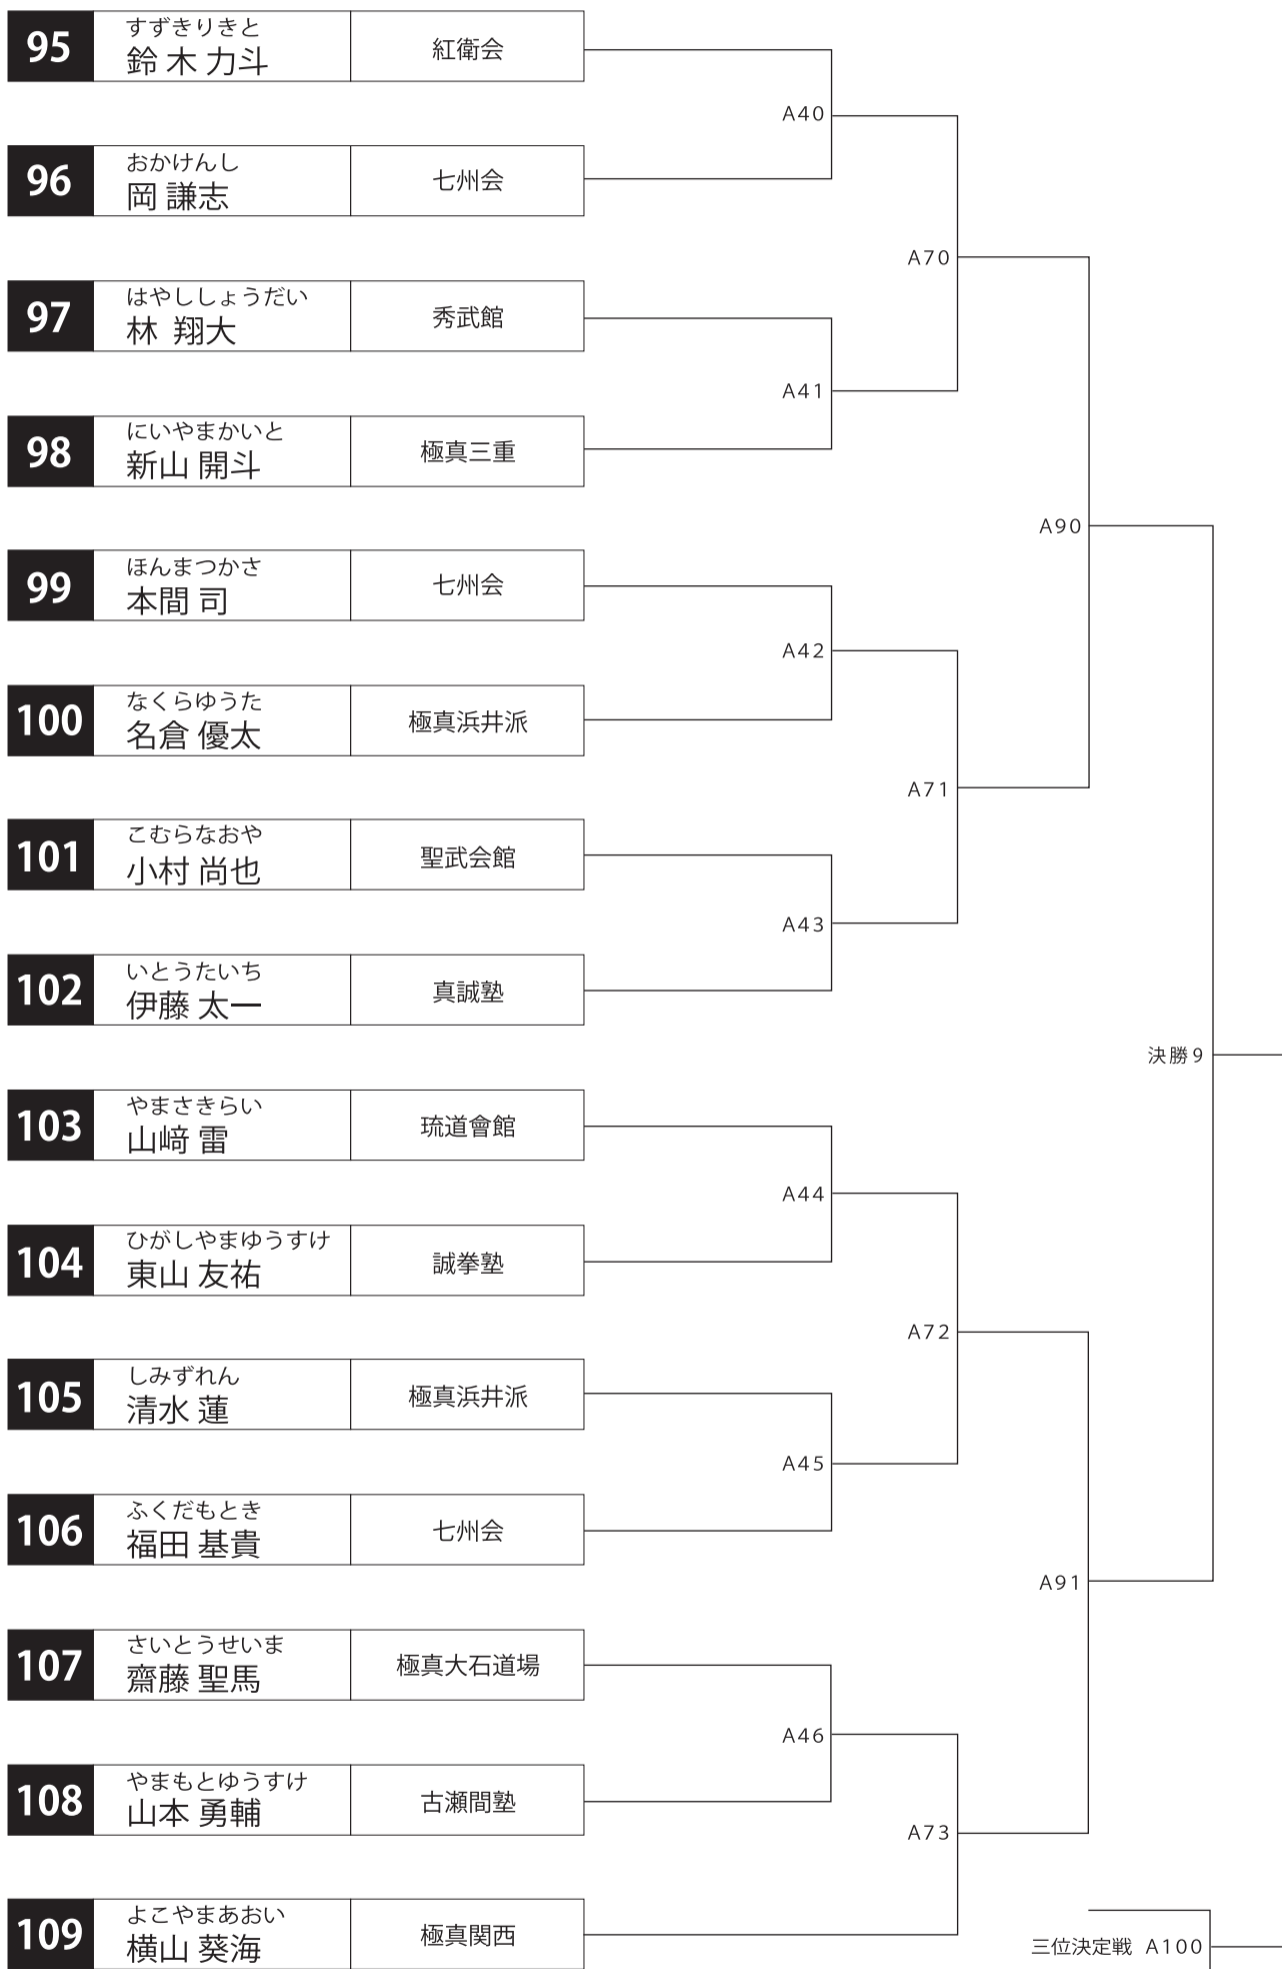 95
すずきりきと
鈴木 力斗
紅衛会
A40
96
おかけんし
岡 謙志
七州会
A70
97
はやししょうだい
林 翔大
秀武館
A41
98
にいやまかいと
新山 開斗
極真三重
A90
99
ほんまつかさ
本間 司
七州会
A42
100
なくらゆうた
名倉 優太
極真浜井派
A71
101
こむらなおや
小村 尚也
聖武会館
A43
102
いとうたいち
伊藤 太一
真誠塾
決勝9
103
やまさきらい
山﨑 雷
琉道會館
A44
104
ひがしやまゆうすけ
東山 友祐
誠拳塾
A72
105
しみずれん
清水 蓮
極真浜井派
A45
106
ふくだもとき
福田 基貴
七州会
A91
107
さいとうせいま
齋藤 聖馬
極真大石道場
A46
108
やまもとゆうすけ
山本 勇輔
古瀬間塾
A73
109
よこやまあおい
横山 葵海
極真関西
三位決定戦 A100